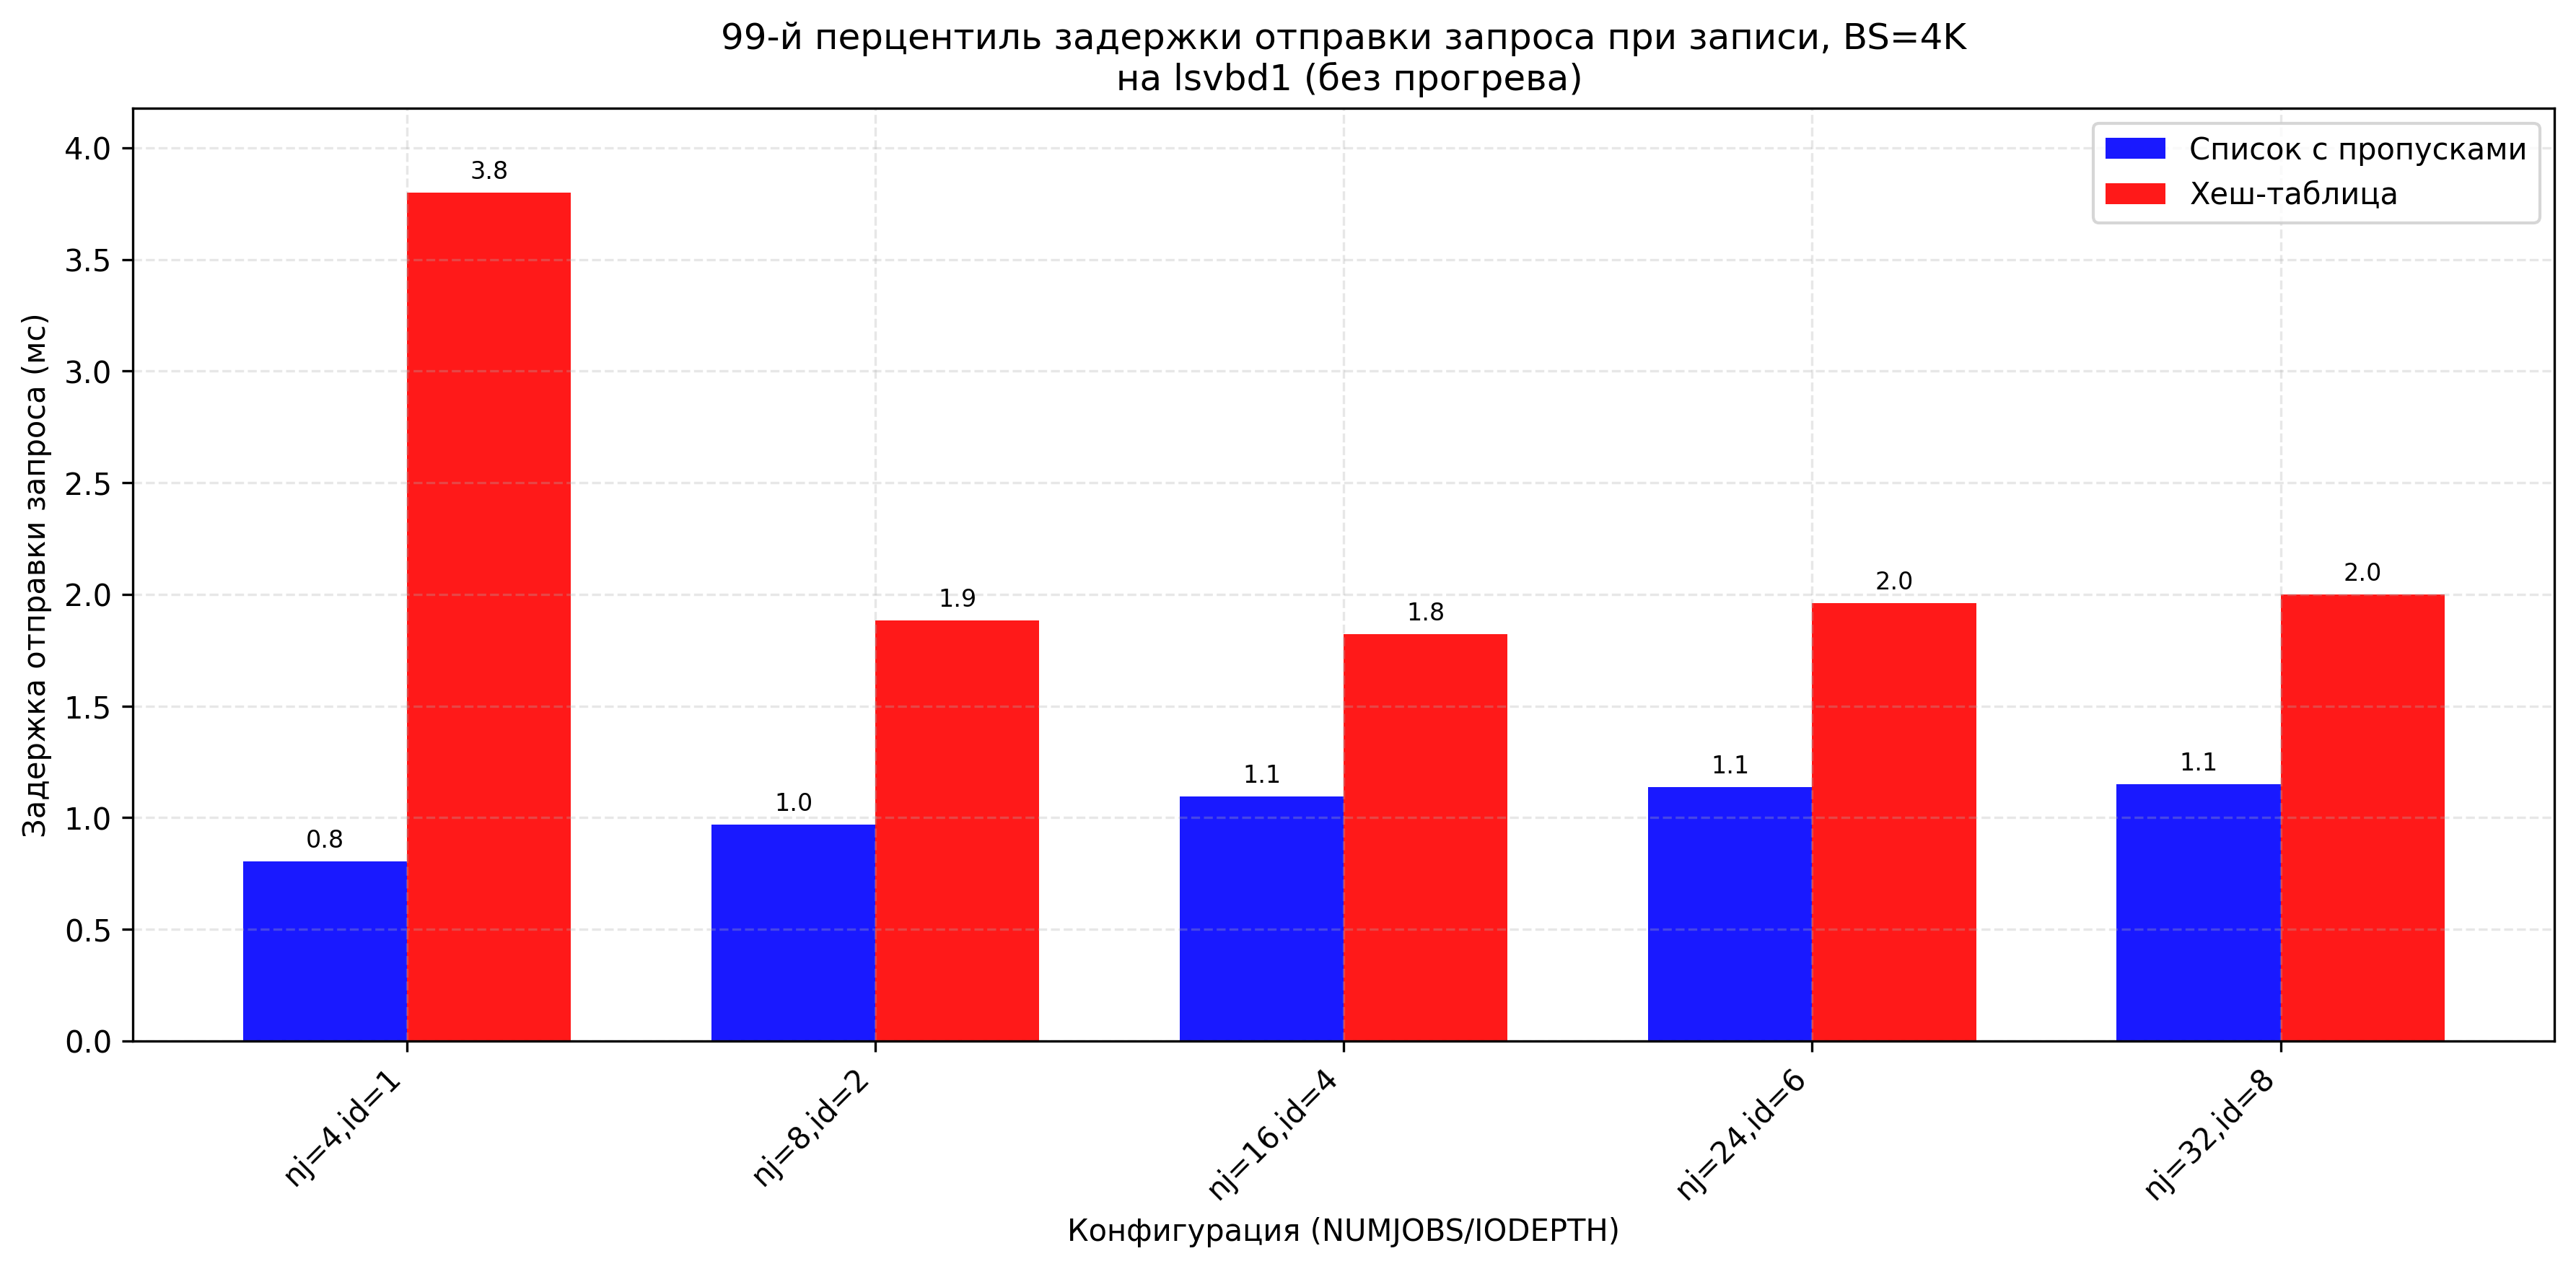 99-й перцентиль задержки отправки запроса при записи, BS=4K
на lsvbd1 (без прогрева)
Задержка отправки запроса (мс)
4.0
3.5
3.0
2.5
2.0
1.5
1.0
0.5
0.0
Список с пропусками
Хеш-таблица
0.8
3.8
1.0
1.9
1.1
1.8
1.1
2.0
1.1
2.0
nj=4,id=1
nj=8,id=2
nj=16,id=4
nj=24,id=6
nj=32,id=8
Конфигурация (NUMJOBS/IODEPTH)